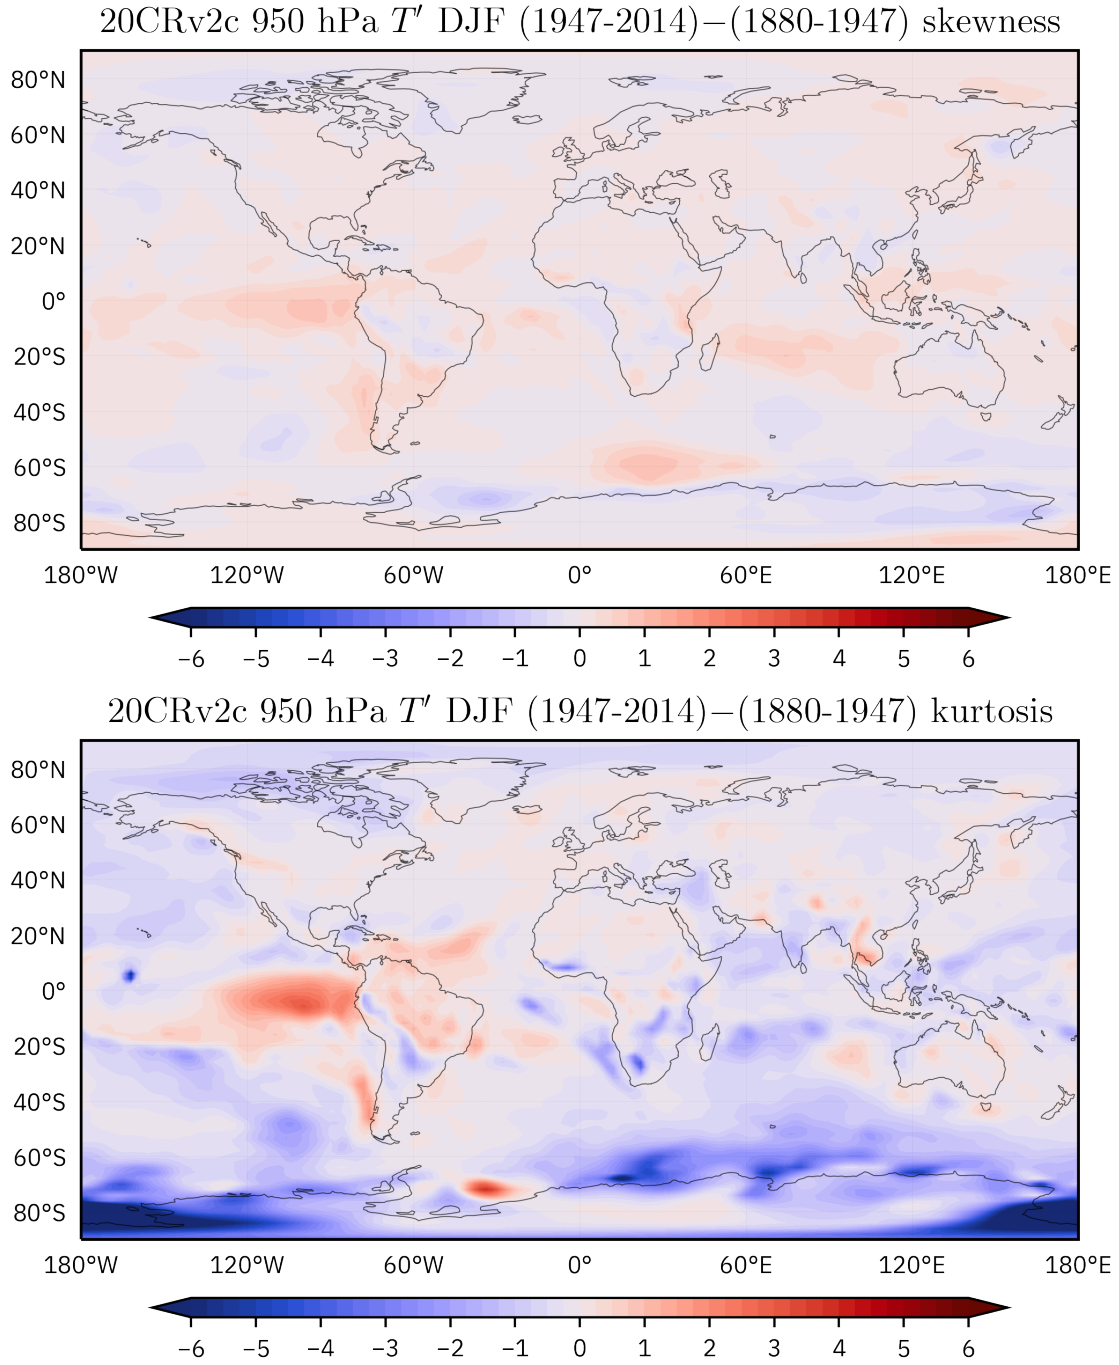 20CRv2c 950 hPa T′ DJF (1947-2014)−(1880-1947) skewness
80°N
60°N
40°N
20°N
0°
20°S
40°S
60°S
80°S
180°W 120°W 60°W 0° 60°E 120°E 180°E
−6 −5 −4 −3 −2 −1 0 1 2 3 4 5 6
20CRv2c 950 hPa T′ DJF (1947-2014)−(1880-1947) kurtosis
80°N
60°N
40°N
20°N
0°
20°S
40°S
60°S
80°S
180°W 120°W 60°W 0° 60°E 120°E 180°E
−6 −5 −4 −3 −2 −1 0 1 2 3 4 5 6